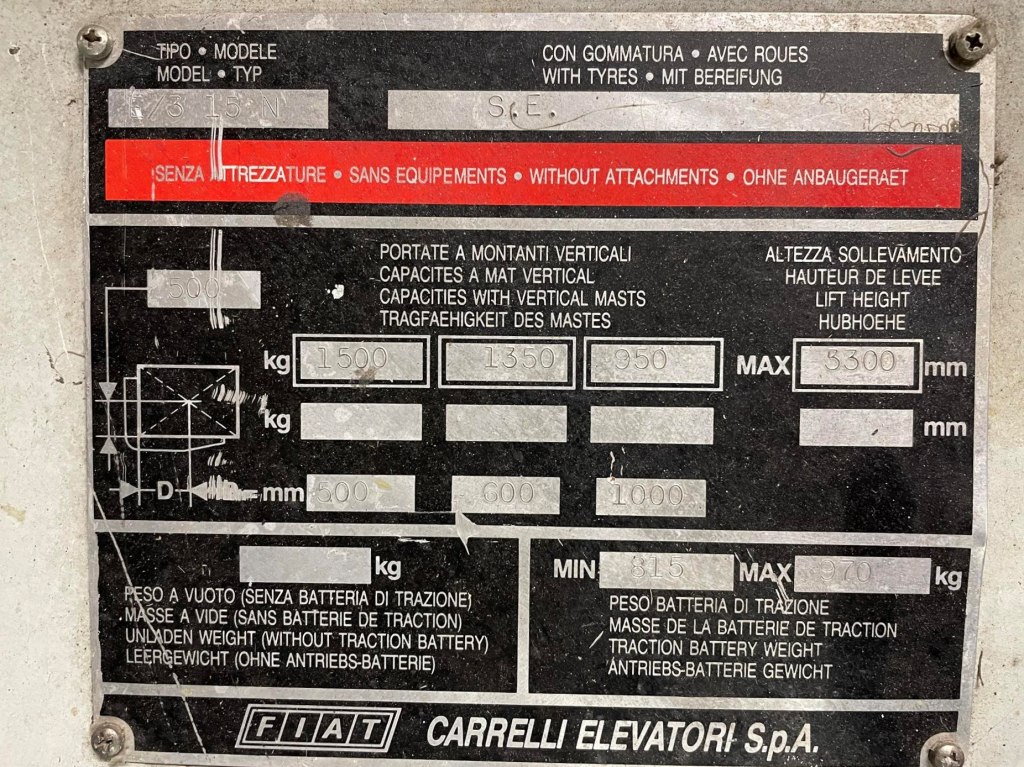 TIPO • MODELE
MODEL • TYP
CON GOMMATURA • AVEC ROUES
WITH TYRES • MIT BEREIFUNG
E/3 15 N
S.E.
SENZA ATTREZZATURE • SANS EQUIPEMENTS • WITHOUT ATTACHMENTS • OHNE ANBAUGERAET
500
PORTATE A MONTANTI VERTICALI
CAPACITES A MAT VERTICAL
CAPACITIES WITH VERTICAL MASTS
TRAGFAEHIGKEIT DES MASTES
ALTEZZA SOLLEVAMENTO
HAUTEUR DE LEVEE
LIFT HEIGHT
HUBHOEHE
kg 1500 1350 950 MAX 3300 mm
kg mm
D mm 500 600 1000
kg
PESO A VUOTO (SENZA BATTERIA DI TRAZIONE)
MASSE A VIDE (SANS BATTERIE DE TRACTION)
UNLADEN WEIGHT (WITHOUT TRACTION BATTERY)
LEERGEWICHT (OHNE ANTRIEBS-BATTERIE)
MIN 815 MAX 970 kg
PESO BATTERIA DI TRAZIONE
MASSE DE LA BATTERIE DE TRACTION
TRACTION BATTERY WEIGHT
ANTRIEBS-BATTERIE GEWICHT
FIAT CARRELLI ELEVATORI S.p.A.